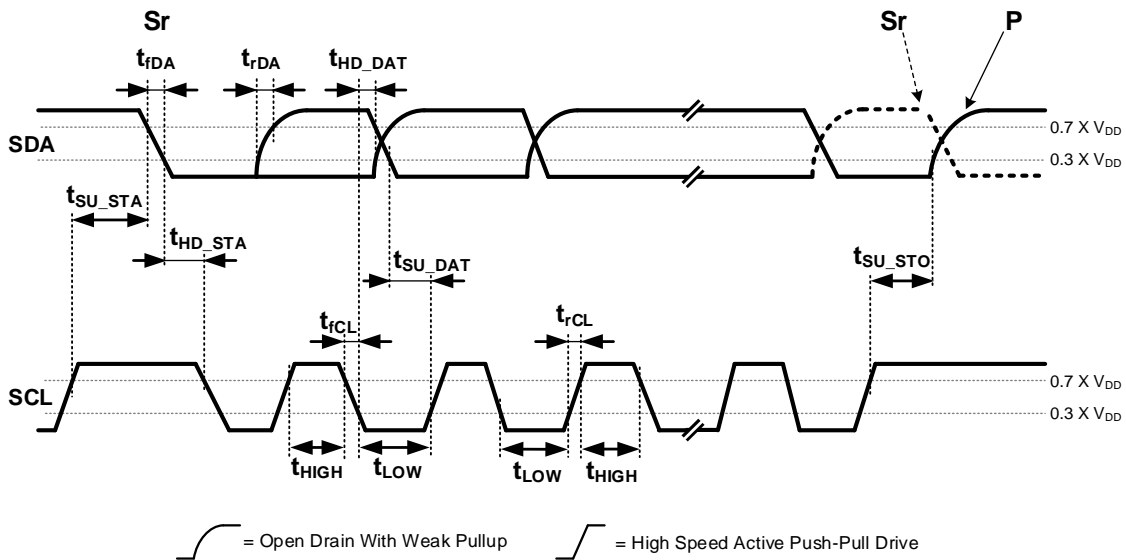 Sr
Sr
P
tfDA
trDA
tHD_DAT
0.7 X VDD
SDA
0.3 X VDD
tSU_STA
tHD_STA
tSU_DAT
tSU_STO
tfCL
trCL
0.7 X VDD
SCL
0.3 X VDD
tHIGH
tLOW
tLOW
tHIGH
= Open Drain With Weak Pullup
= High Speed Active Push-Pull Drive